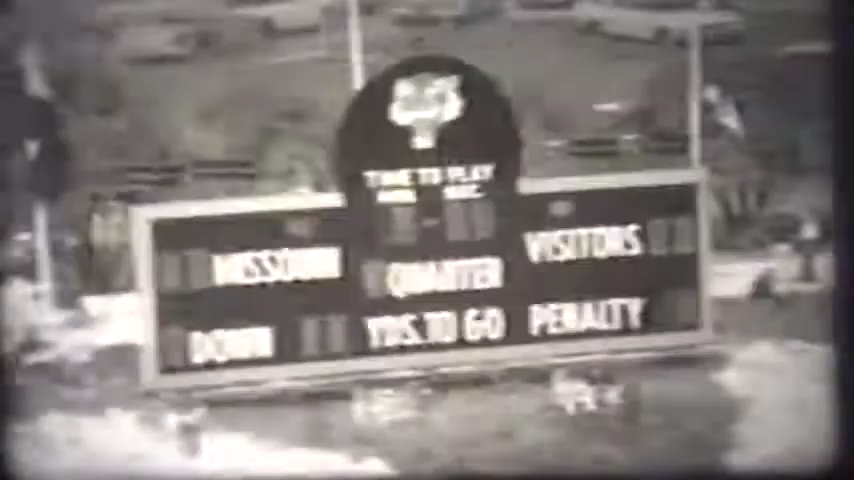 TIME TO PLAY
MIN. SEC.
MISSOURI QUARTER VISITORS
DOWN YDS. TO GO PENALTY